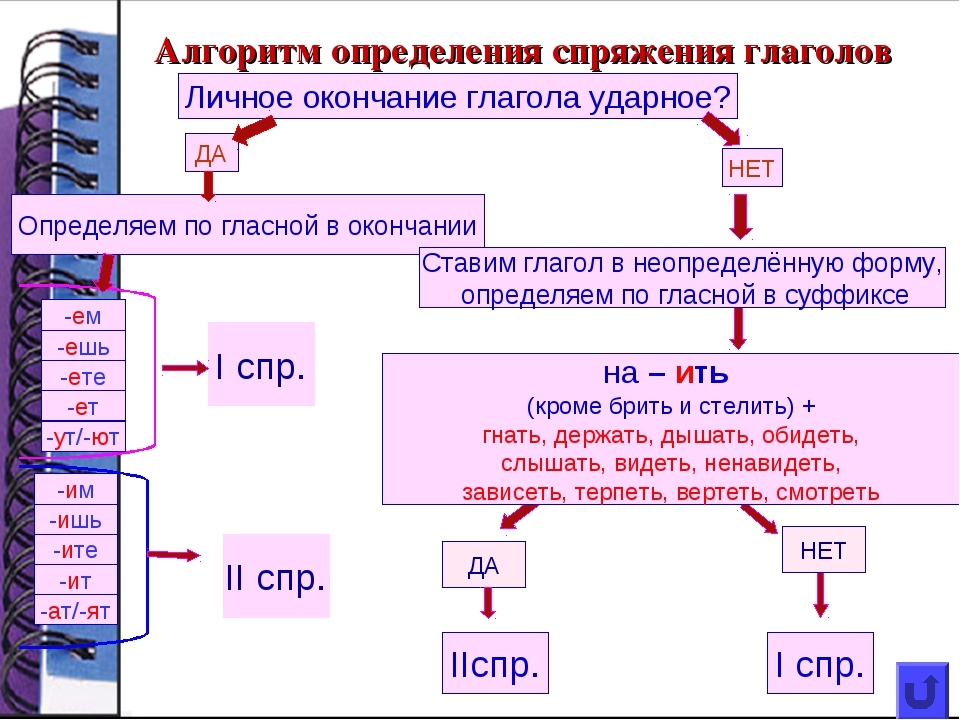 Алгоритм определения спряжения глаголов
Личное окончание глагола ударное?
ДА
НЕТ
Определяем по гласной в окончании
Ставим глагол в неопределённую форму,
определяем по гласной в суффиксе
-ем
-ешь
-ете
-ет
-ут/-ют
I спр.
-им
-ишь
-ите
-ит
-ат/-ят
II спр.
на – ить
(кроме брить и стелить) +
гнать, держать, дышать, обидеть,
слышать, видеть, ненавидеть,
зависеть, терпеть, вертеть, смотреть
ДА
НЕТ
IIспр.
I спр.